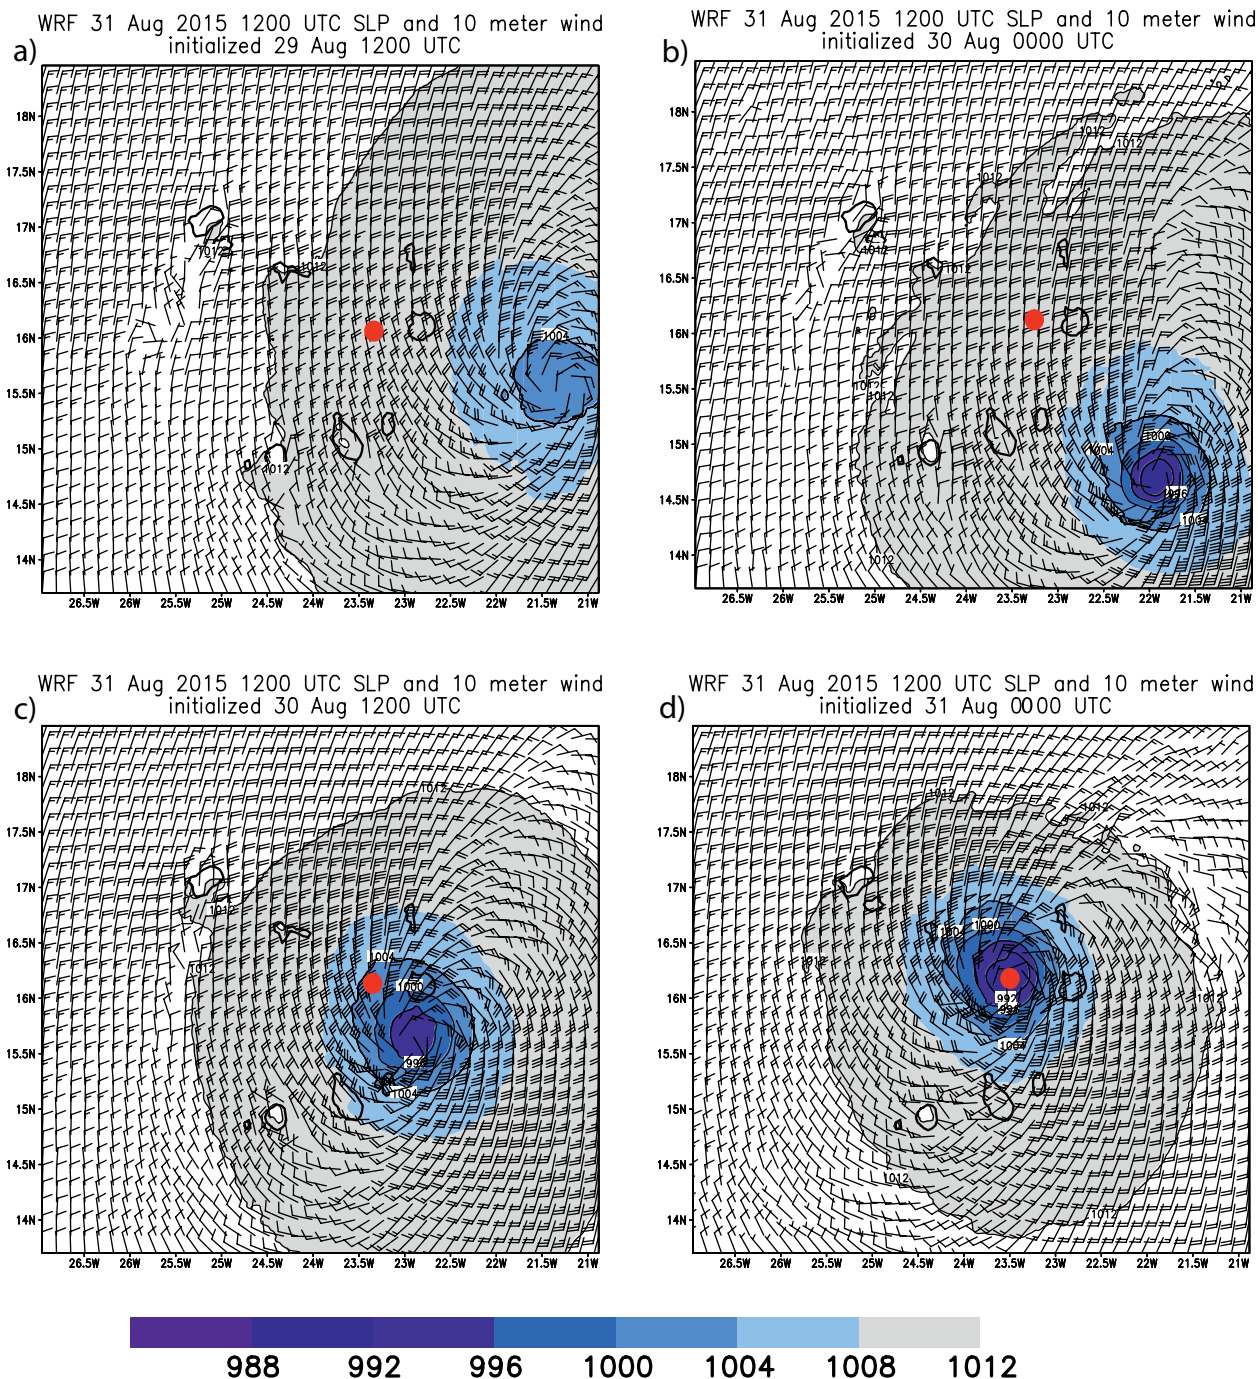 WRF 31 Aug 2015 1200 UTC SLP and 10 meter wind
initialized 29 Aug 1200 UTC
a)
18N
17.5N
17N
16.5N
16N
15.5N
15N
14.5N
14N
1012
1012
1004
1012
26.5W 26W 25.5W 25W 24.5W 24W 23.5W 23W 22.5W 22W 21.5W 21W
WRF 31 Aug 2015 1200 UTC SLP and 10 meter wind
initialized 30 Aug 0000 UTC
b)
18N
17.5N
17N
16.5N
16N
15.5N
15N
14.5N
14N
1012
1012
1012
1012
1012
1012
1012
1000
1004
1996
1004
1012
26.5W 26W 25.5W 25W 24.5W 24W 23.5W 23W 22.5W 22W 21.5W 21W
WRF 31 Aug 2015 1200 UTC SLP and 10 meter wind
initialized 30 Aug 1200 UTC
c)
18N
17.5N
17N
16.5N
16N
15.5N
15N
14.5N
14N
1012
1012
1004
1012
1000
996
1004
26.5W 26W 25.5W 25W 24.5W 24W 23.5W 23W 22.5W 22W 21.5W 21W
WRF 31 Aug 2015 1200 UTC SLP and 10 meter wind
initialized 31 Aug 0000 UTC
d)
18N
17.5N
17N
16.5N
16N
15.5N
15N
14.5N
14N
1012
1012
1000
1004
1012
992
996
1012
1004
1012
1012
26.5W 26W 25.5W 25W 24.5W 24W 23.5W 23W 22.5W 22W 21.5W 21W
988 992 996 1000 1004 1008 1012